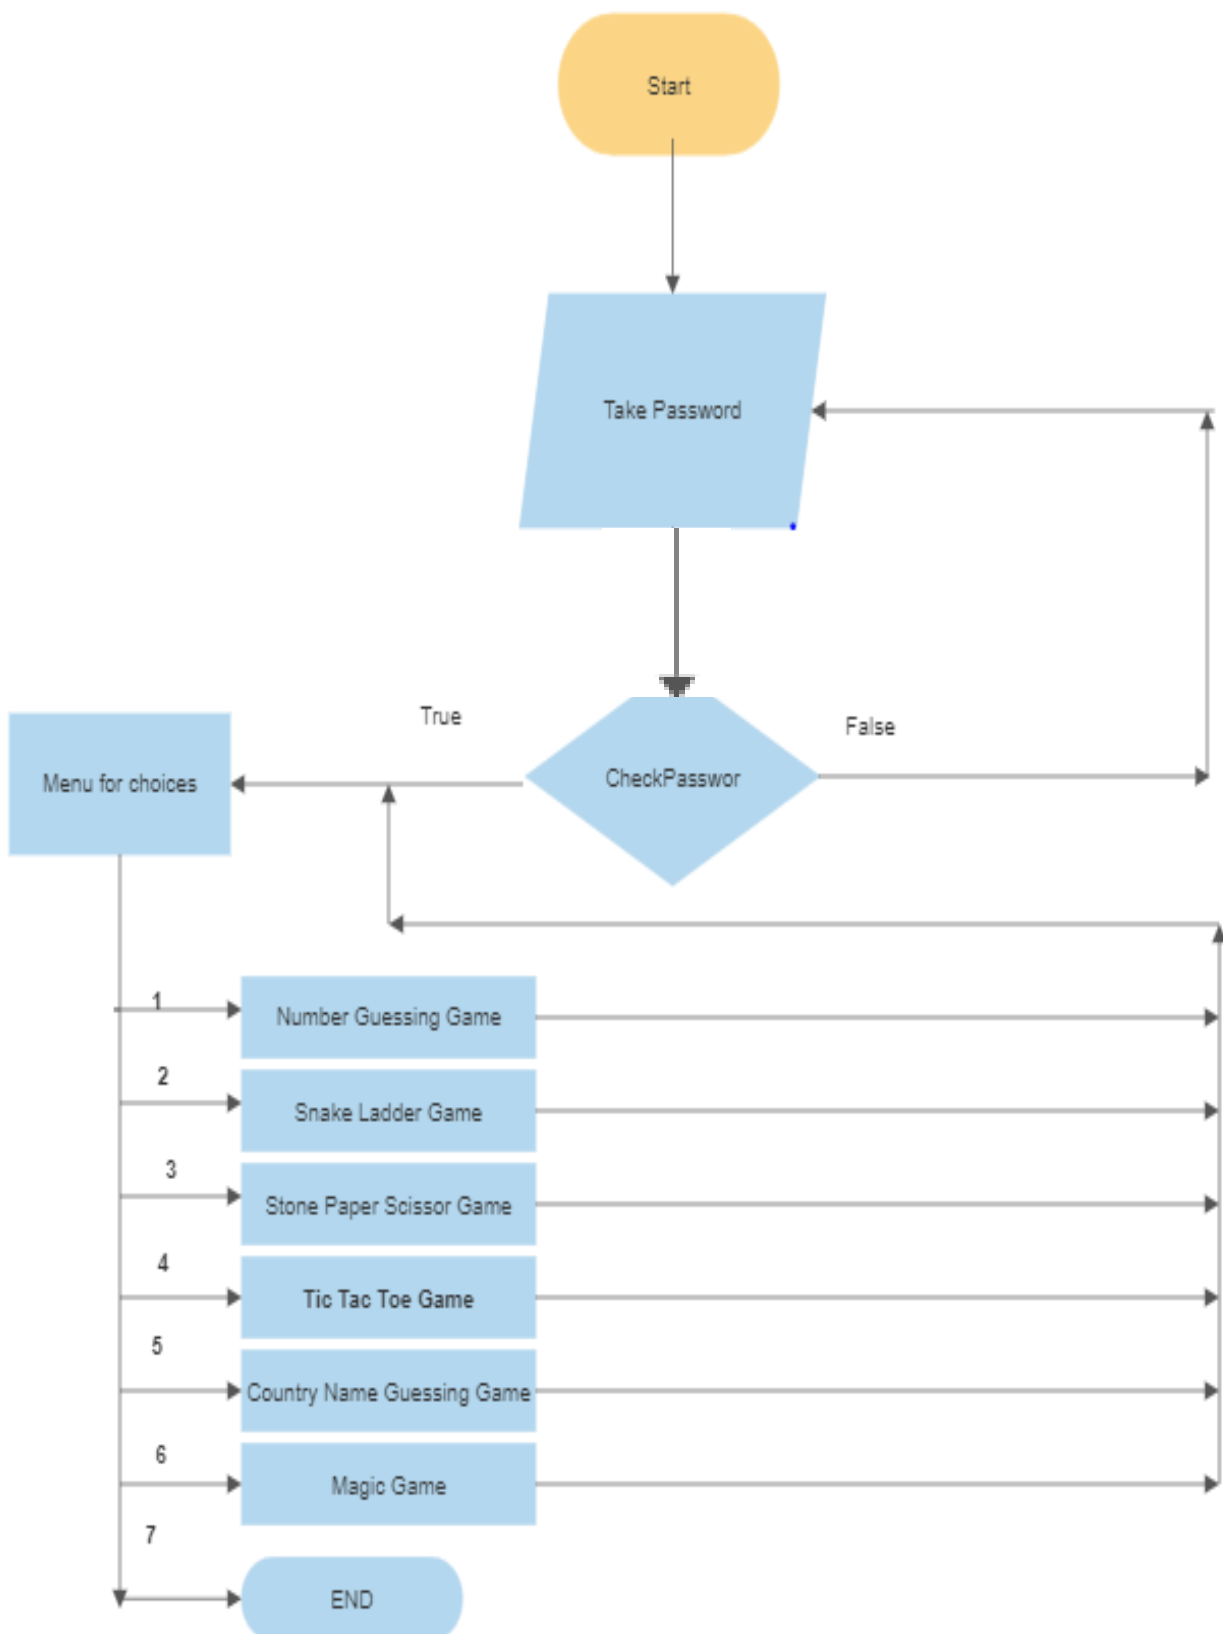 Start
Take Password
True
False
Menu for choices
CheckPasswor
1
Number Guessing Game
2
Snake Ladder Game
3
Stone Paper Scissor Game
4
Tic Tac Toe Game
5
Country Name Guessing Game
6
Magic Game
7
END